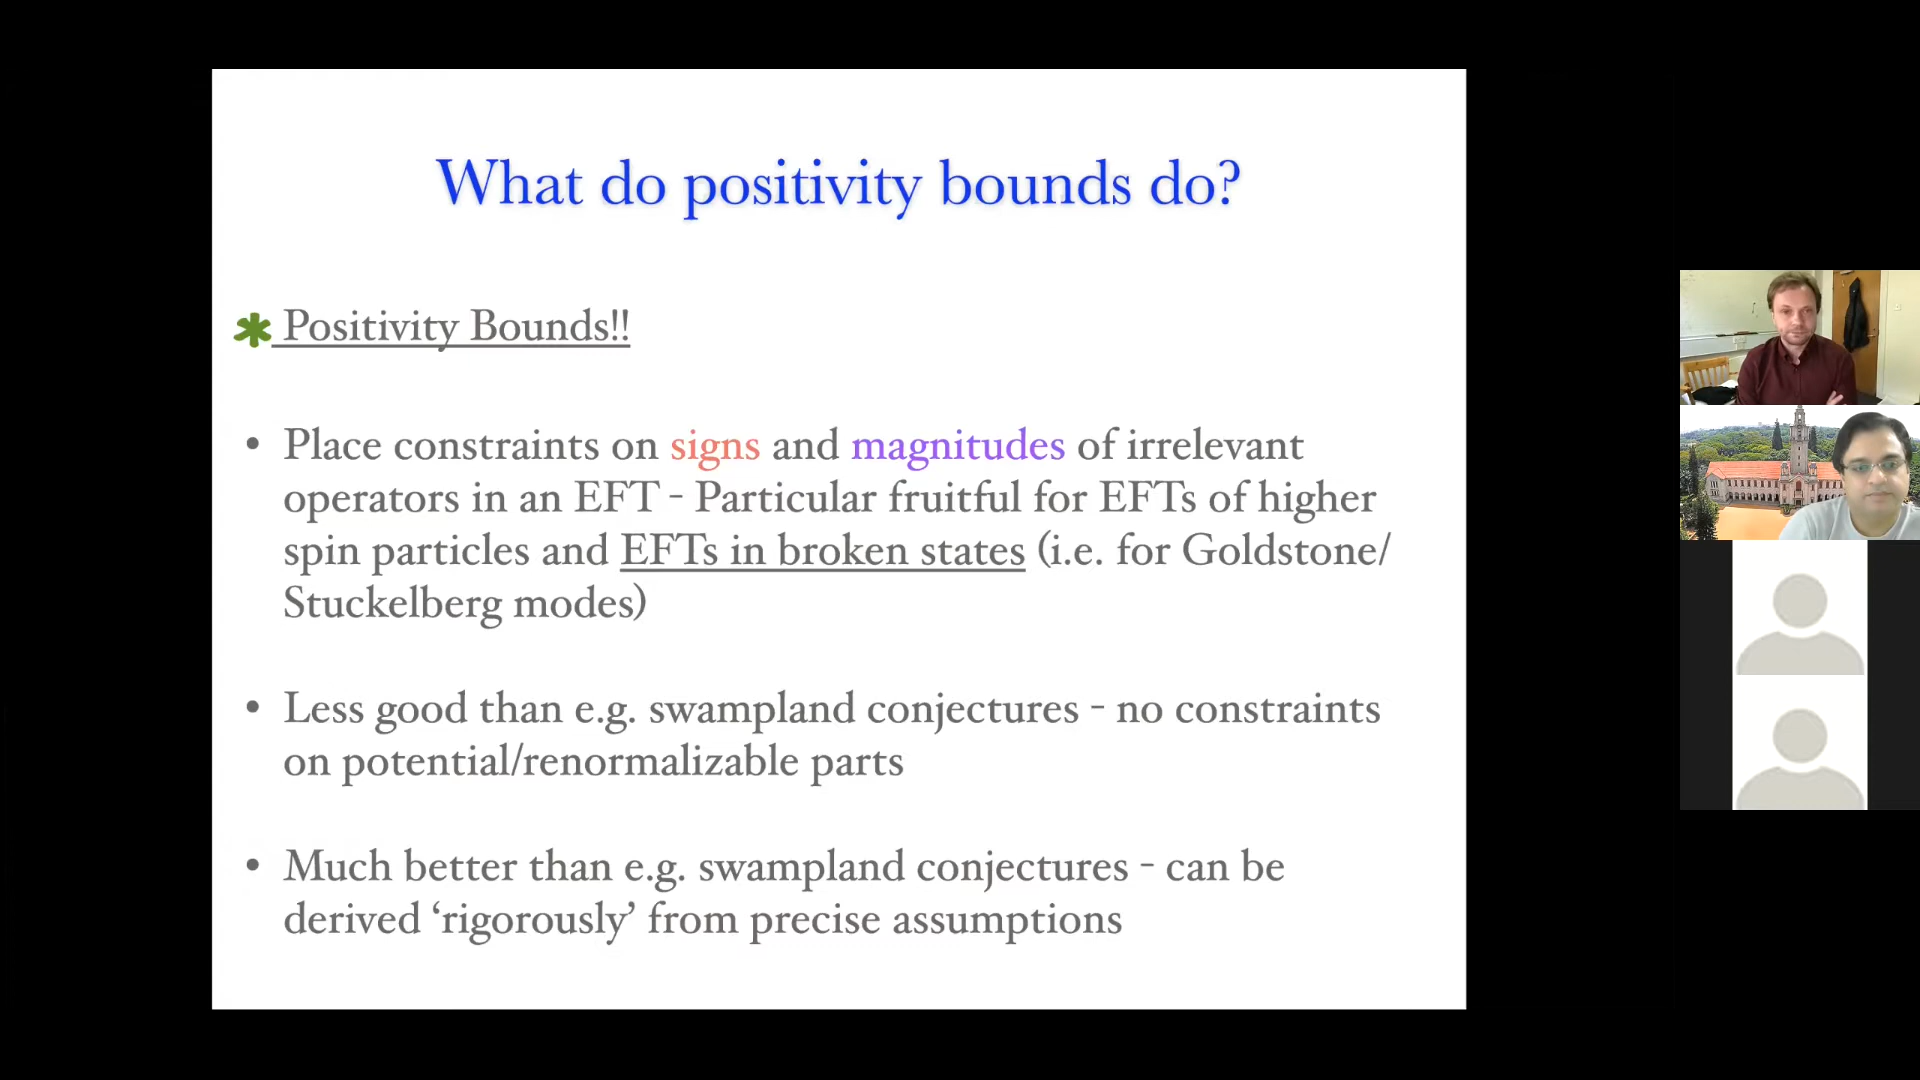 What do positivity bounds do?
✱ Positivity Bounds!!
• Place constraints on signs and magnitudes of irrelevant
operators in an EFT - Particular fruitful for EFTs of higher
spin particles and EFTs in broken states (i.e. for Goldstone/
Stuckelberg modes)
• Less good than e.g. swampland conjectures - no constraints
on potential/renormalizable parts
• Much better than e.g. swampland conjectures - can be
derived ‘rigorously’ from precise assumptions